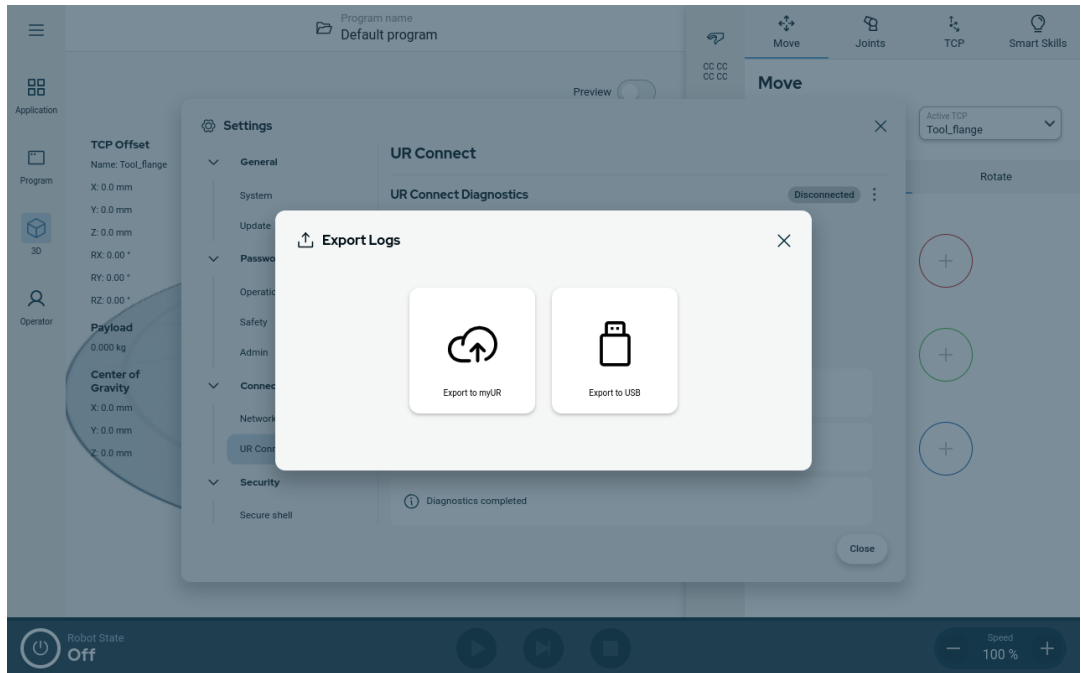 Program name
Default program
Move
Joints
TCP
Smart Skills
CC CC
CC CC
Application
Preview
Move
Active TCP
Tool_flange
Settings
TCP Offset
Name: Tool_flange
General
UR Connect
Program
Rotate
X: 0.0 mm
System
UR Connect Diagnostics
Disconnected
Y: 0.0 mm
Update
Z: 0.0 mm
3D
Export Logs
RX: 0.00 °
RY: 0.00 °
RZ: 0.00 °
Operator
Safety
Payload
0.000 kg
Admin
Center of
Gravity
X: 0.0 mm
Y: 0.0 mm
Z: 0.0 mm
Export to myUR
Export to USB
Network
Security
Diagnostics completed
Secure shell
Close
Robot State
Off
Speed
100 %